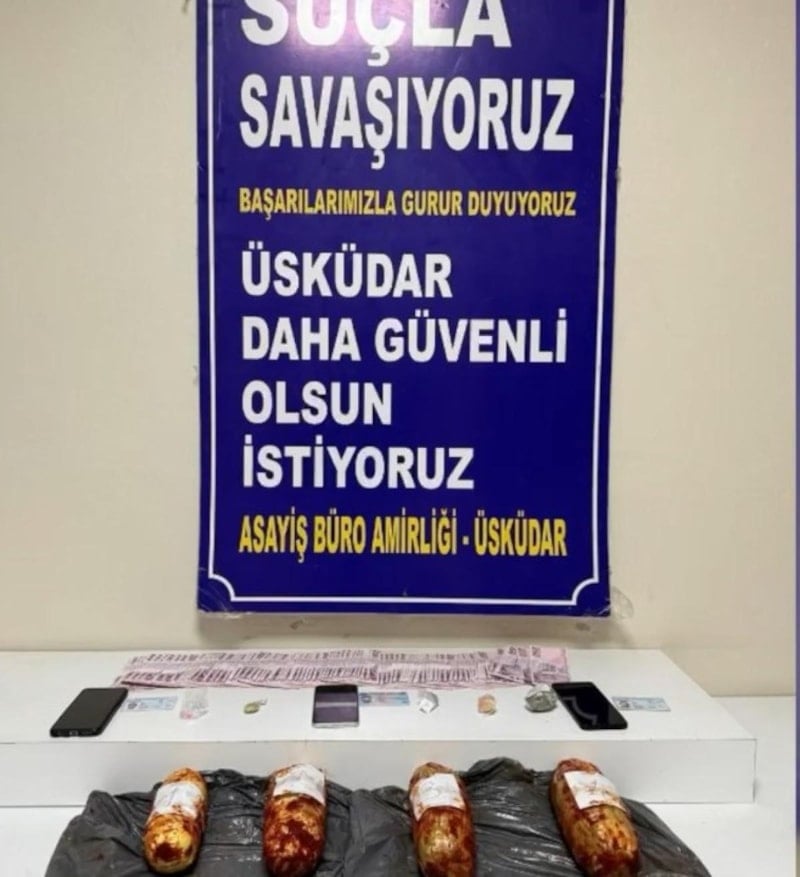 SUÇLA
SAVAŞIYORUZ
BAŞARILARIMIZLA GURUR DUYUYORUZ
ÜSKÜDAR
DAHA GÜVENLİ
OLSUN
İSTİYORUZ
ASAYİŞ BÜRO AMİRLİĞİ - ÜSKÜDAR